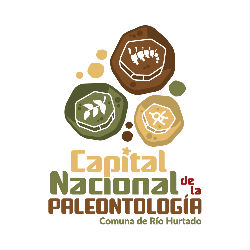 Capital
Nacional de la
PALEONTOLOGÍA
Comuna de Río Hurtado